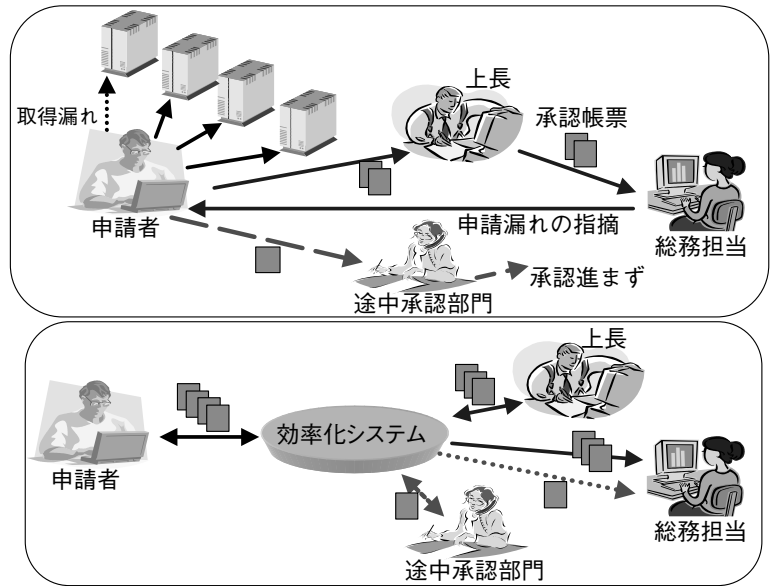 取得漏れ
上長
承認帳票
申請者
申請漏れの指摘
総務担当
途中承認部門
承認進まず
上長
効率化システム
申請者
総務担当
途中承認部門